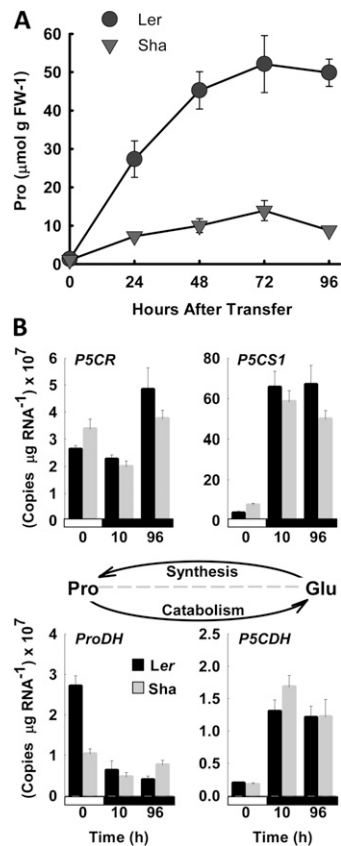 A
Ler
Sha
Pro (μmol g FW-1)
60
50
40
30
20
10
0
0 24 48 72 96
Hours After Transfer
B
P5CR
P5CS1
(Copies μg RNA⁻¹) x 10⁷
6
5
4
3
2
1
0
80
60
40
20
0
0 10 96
0 10 96
Synthesis
Pro Glu
Catabolism
ProDH
P5CDH
Ler
Sha
(Copies μg RNA⁻¹) x 10⁷
4
3
2
1
0
2.5
2.0
1.5
1.0
0.5
0.0
0 10 96
0 10 96
Time (h) Time (h)